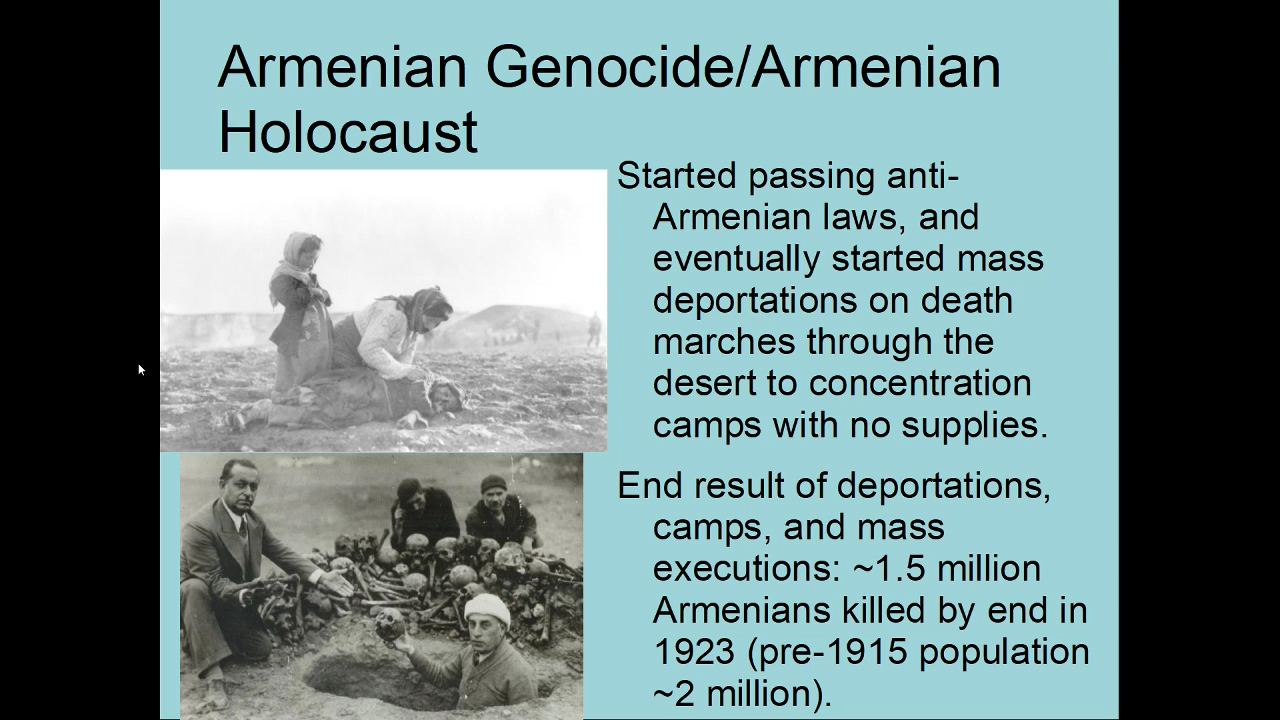 Armenian Genocide/Armenian
Holocaust
Started passing anti-
Armenian laws, and
eventually started mass
deportations on death
marches through the
desert to concentration
camps with no supplies.
End result of deportations,
camps, and mass
executions: ~1.5 million
Armenians killed by end in
1923 (pre-1915 population
~2 million).